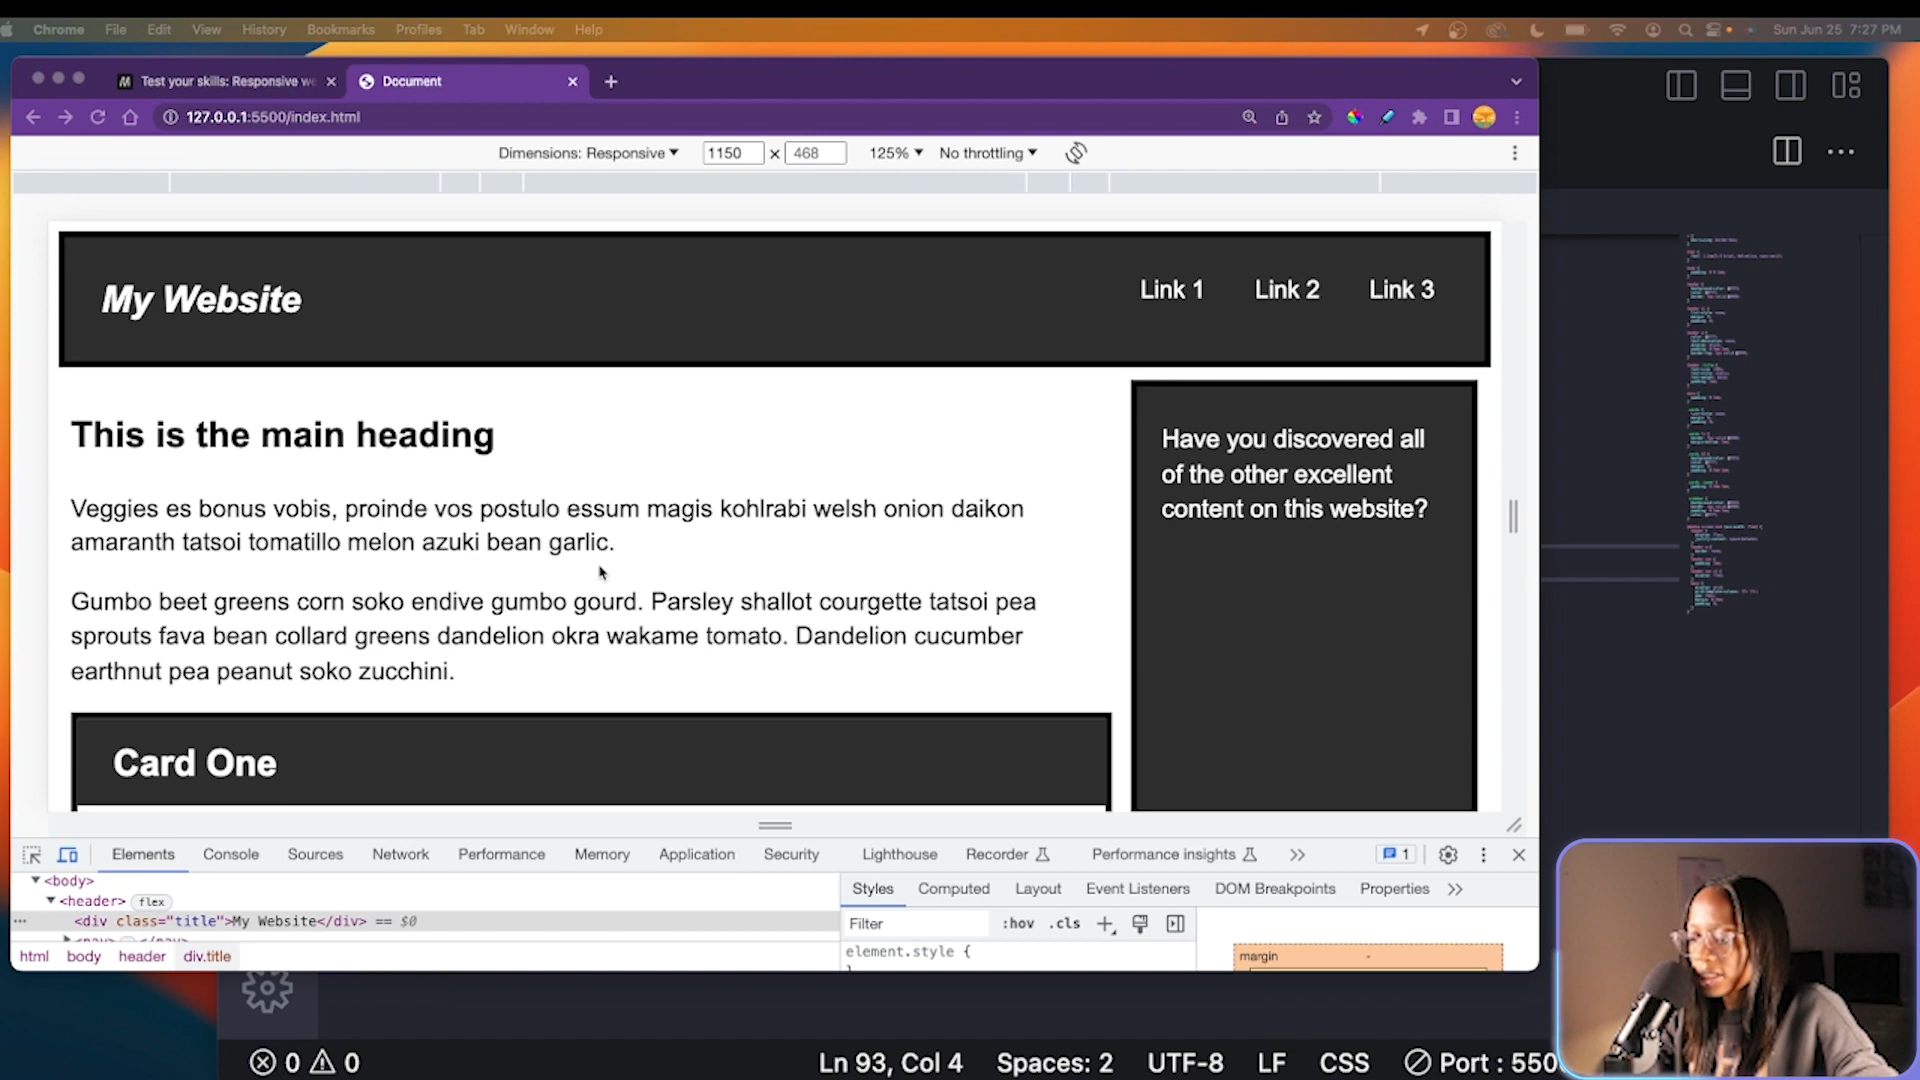 Chrome File Edit View History Bookmarks Profiles Tab Window Help Sun Jun 25 7:27 PM
Test your skills: Responsive we Document
127.0.0.1:5500/index.html
Dimensions: Responsive 1150 x 468 125% No throttling
My Website Link 1 Link 2 Link 3
This is the main heading
Veggies es bonus vobis, proinde vos postulo essum magis kohlrabi welsh onion daikon
amaranth tatsoi tomatillo melon azuki bean garlic.
Gumbo beet greens corn soko endive gumbo gourd. Parsley shallot courgette tatsoi pea
sprouts fava bean collard greens dandelion okra wakame tomato. Dandelion cucumber
earthnut pea peanut soko zucchini.
Have you discovered all
of the other excellent
content on this website?
Card One
Elements Console Sources Network Performance Memory Application Security Lighthouse Recorder Performance insights 1
<body>
<header> flex
<div class="title">My Website</div> == $0
html body header div.title
Styles Computed Layout Event Listeners DOM Breakpoints Properties
Filter :hov .cls
element.style {
margin -
0 0 Ln 93, Col 4 Spaces: 2 UTF-8 LF CSS Port : 550